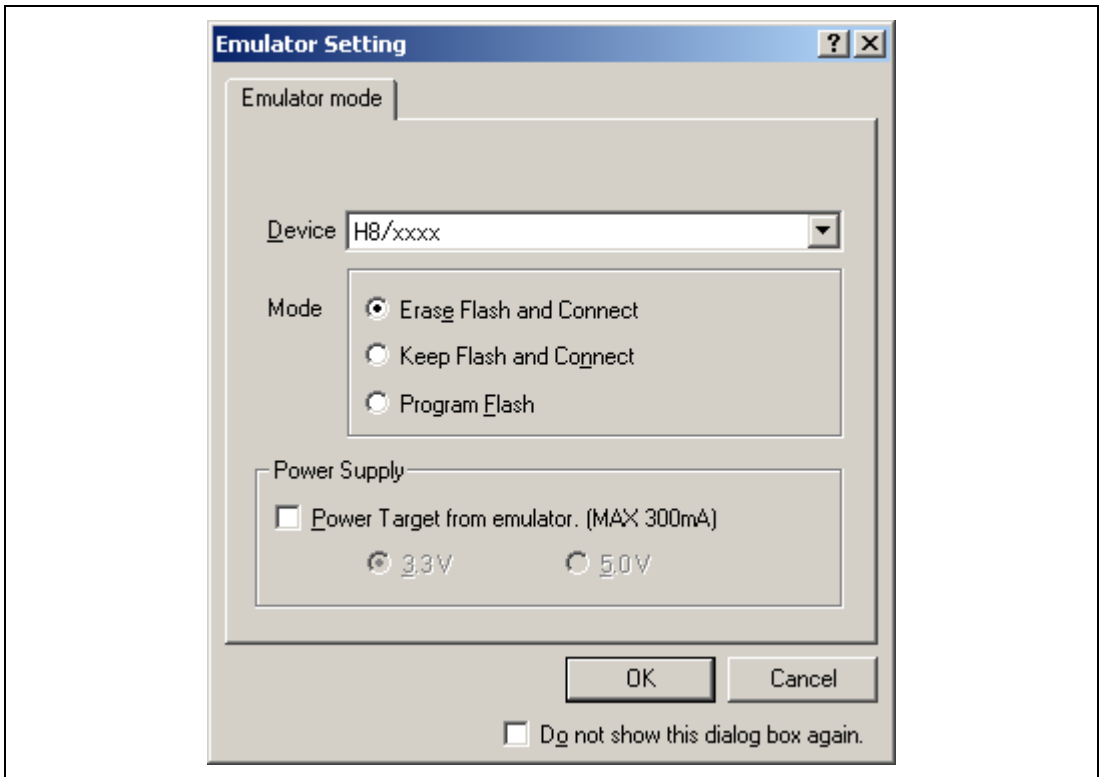 Emulator Setting
Emulator mode
Device H8/xxxx
Mode
Erase Flash and Connect
Keep Flash and Connect
Program Flash
Power Supply
Power Target from emulator. (MAX 300mA)
3.3V 5.0V
OK Cancel
Do not show this dialog box again.